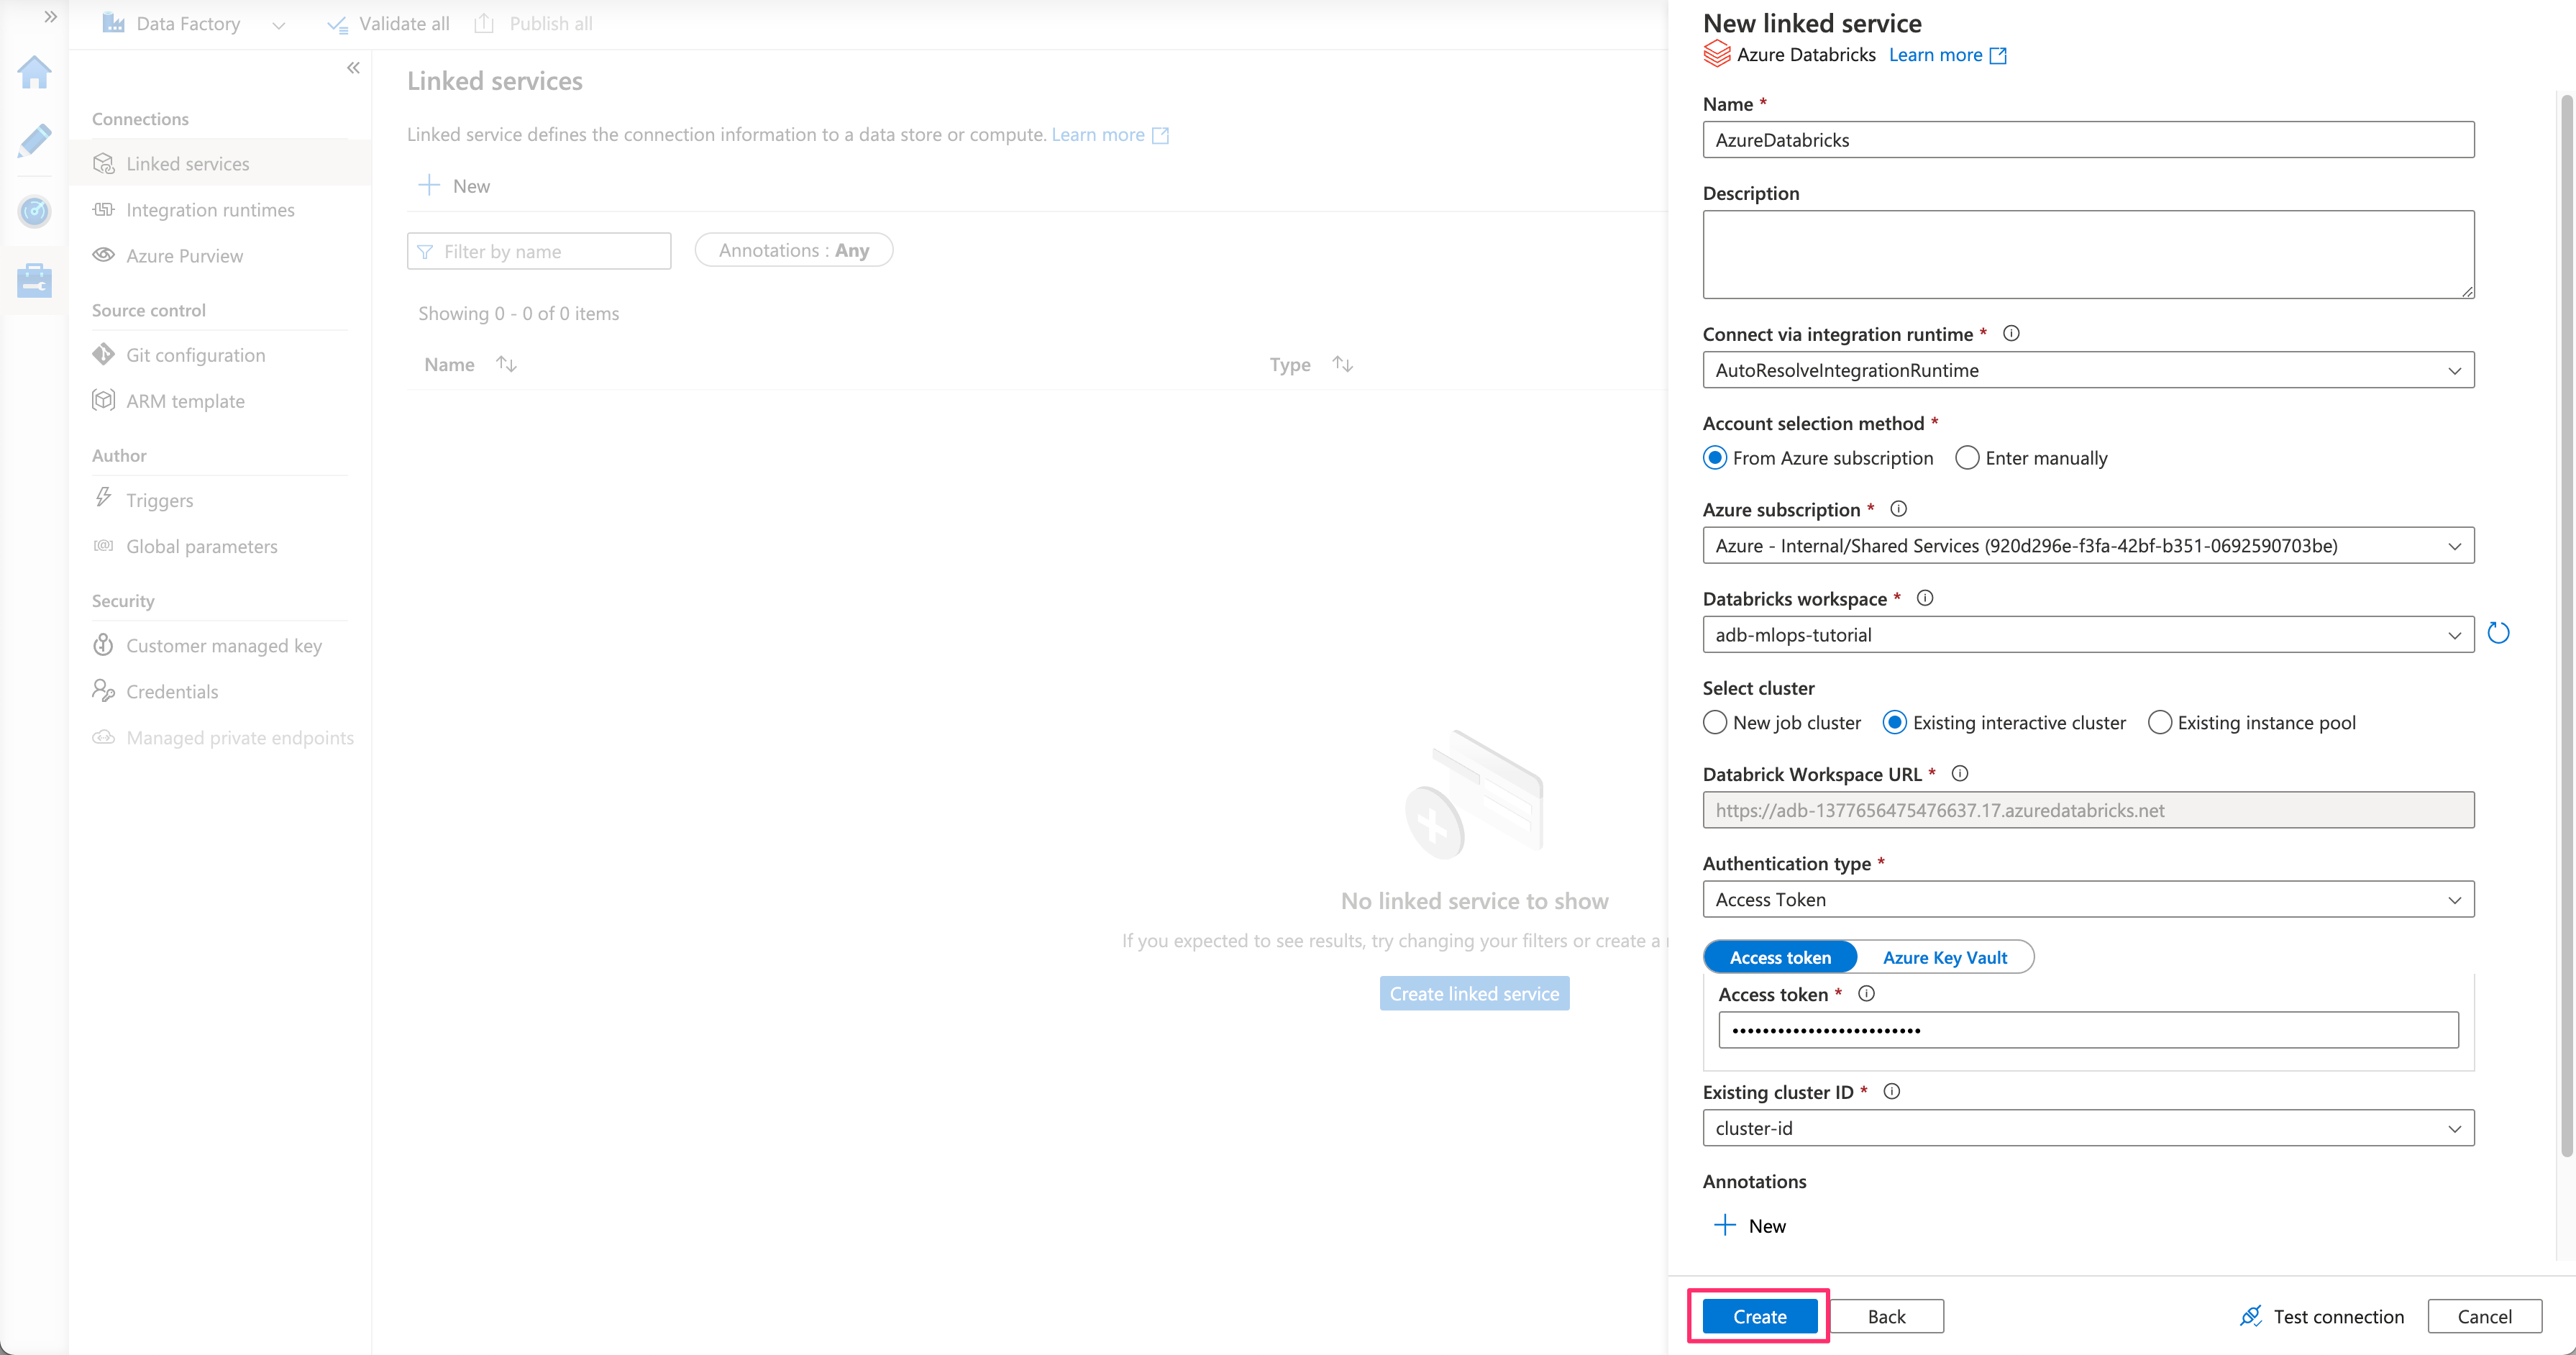 Data Factory
Validate all
Publish all
Connections
Linked services
Integration runtimes
Azure Purview
Source control
Git configuration
ARM template
Author
Triggers
Global parameters
Security
Customer managed key
Credentials
Managed private endpoints
Linked services
Linked service defines the connection information to a data store or compute. Learn more
New
Filter by name
Annotations : Any
Showing 0 - 0 of 0 items
Name
Type
No linked service to show
If you expected to see results, try changing your filters or create a
Create linked service
New linked service
Azure Databricks Learn more
Name *
AzureDatabricks
Description
Connect via integration runtime *
AutoResolveIntegrationRuntime
Account selection method *
From Azure subscription Enter manually
Azure subscription *
Azure - Internal/Shared Services (920d296e-f3fa-42bf-b351-0692590703be)
Databricks workspace *
adb-mlops-tutorial
Select cluster
New job cluster Existing interactive cluster Existing instance pool
Databrick Workspace URL *
https://adb-1377656475476637.17.azuredatabricks.net
Authentication type *
Access Token
Access token Azure Key Vault
Access token *
•••••••••••••••••••••••••
Existing cluster ID *
cluster-id
Annotations
New
Create Back Test connection Cancel